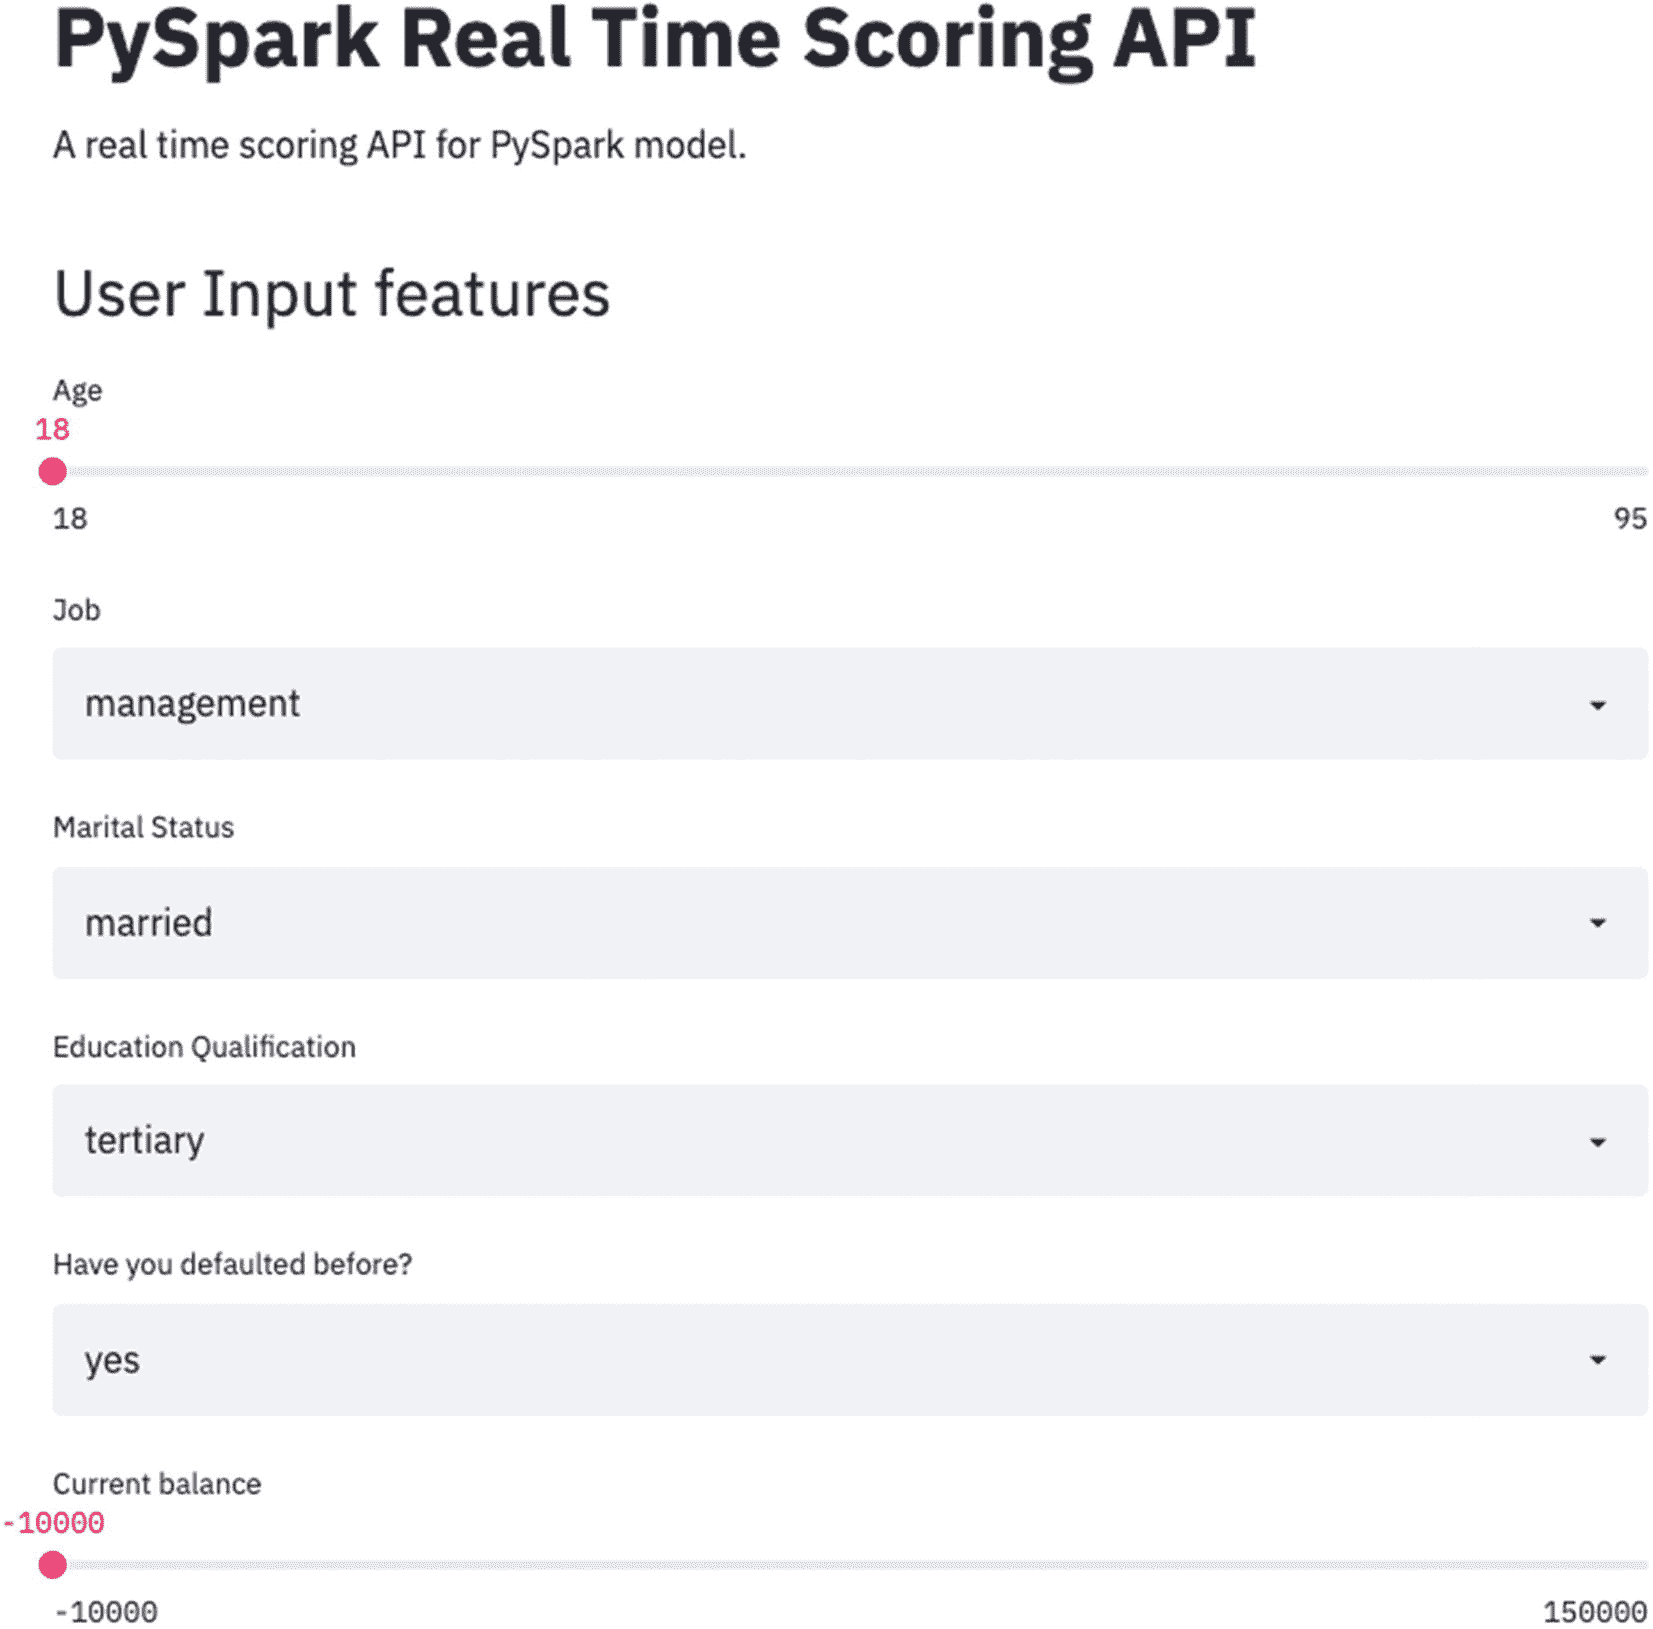 PySpark Real Time Scoring API
A real time scoring API for PySpark model.
User Input features
Age
18
18 95
Job
management
Marital Status
married
Education Qualification
tertiary
Have you defaulted before?
yes
Current balance
-10000
-10000 150000